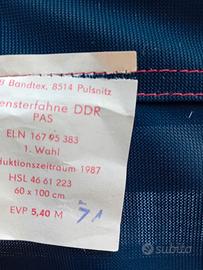 B Bandtex, 8514 Pulsnitz
ensterfahne DDR
PAS
ELN 167 95 383
1. Wahl
duktionszeitraum 1987
HSL 46 61 223
60 x 100 cm
EVP 5,40 M
71
subito